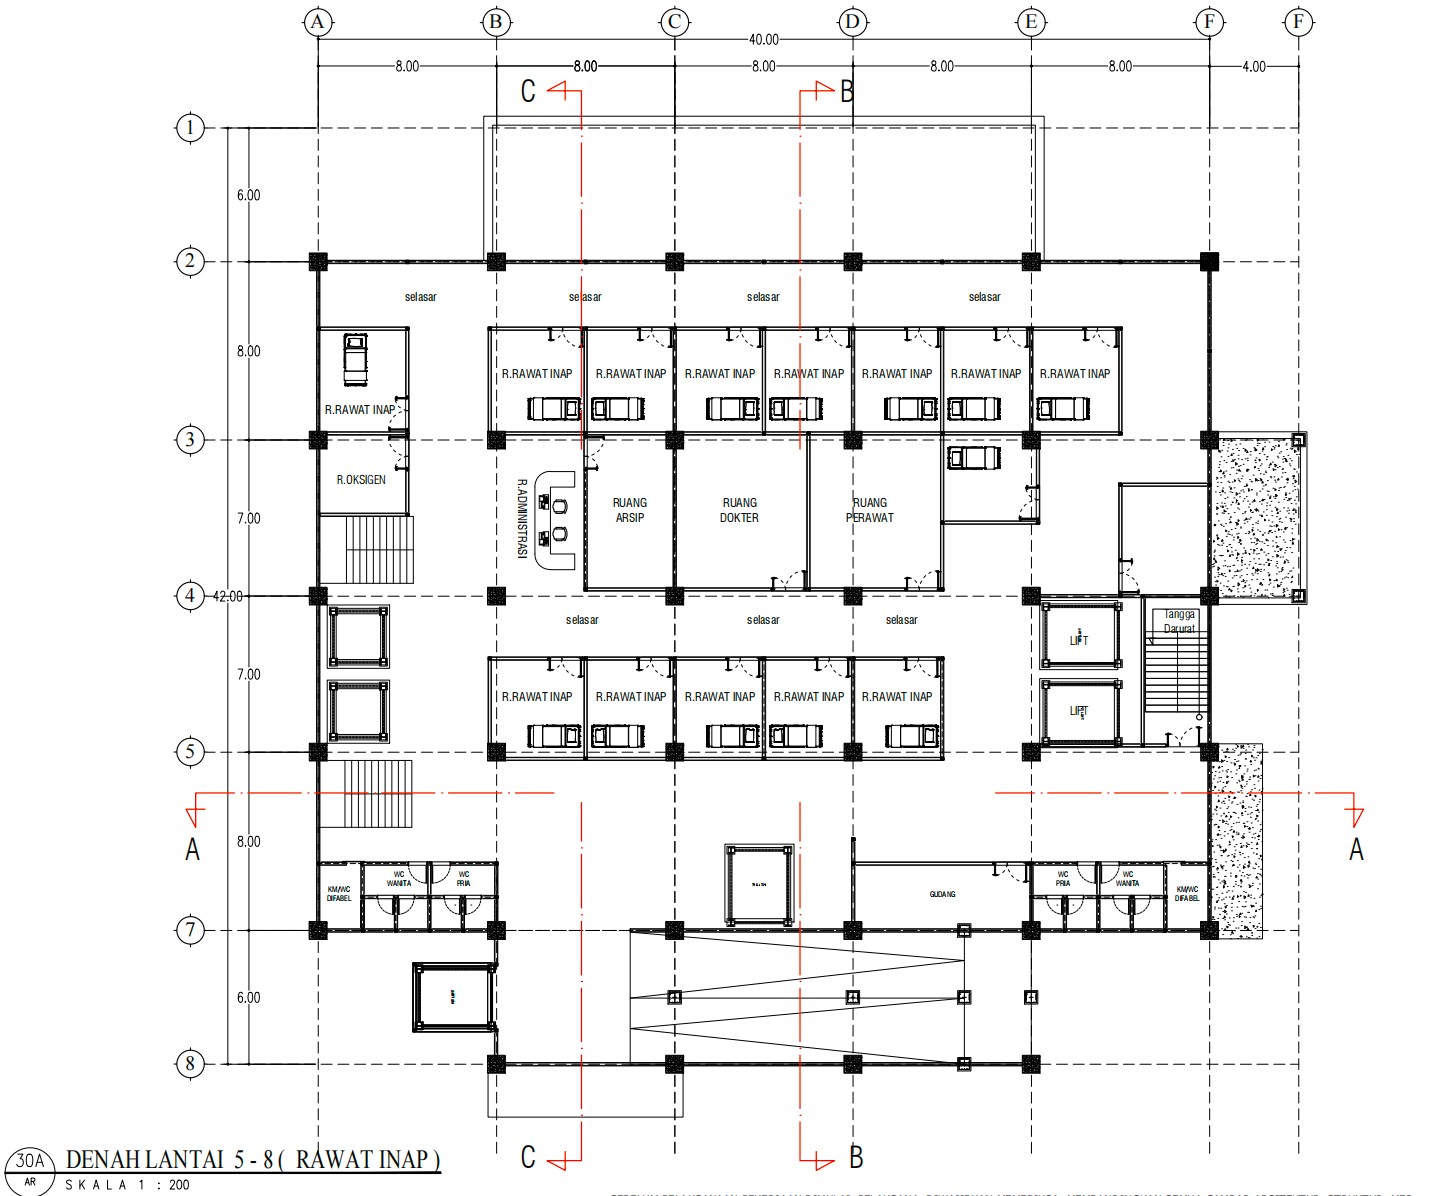 A B C D E F F
40.00
8.00 8.00 8.00 8.00 8.00 4.00
C B
1
6.00
2
selasar selasar selasar selasar
8.00
R.RAWAT INAP R.RAWAT INAP R.RAWAT INAP R.RAWAT INAP R.RAWAT INAP R.RAWAT INAP R.RAWAT INAP
R.RAWAT INAP
3
R.OKSIGEN
R.ADMINISTRASI
RUANG ARSIP
RUANG DOKTER
RUANG PERAWAT
7.00
4
42.00
selasar selasar selasar
Tangga
Darurat
LIFT
7.00
R.RAWAT INAP R.RAWAT INAP R.RAWAT INAP R.RAWAT INAP R.RAWAT INAP
LIFT
5
A A
8.00
KM/WC
DIFABEL
WC
WANITA
WC
PRIA
GUDANG
WC
PRIA
WC
WANITA
KM/WC
DIFABEL
7
6.00
8
C B
30A
AR
DENAH LANTAI 5 - 8 ( RAWAT INAP )
SKALA 1 : 200